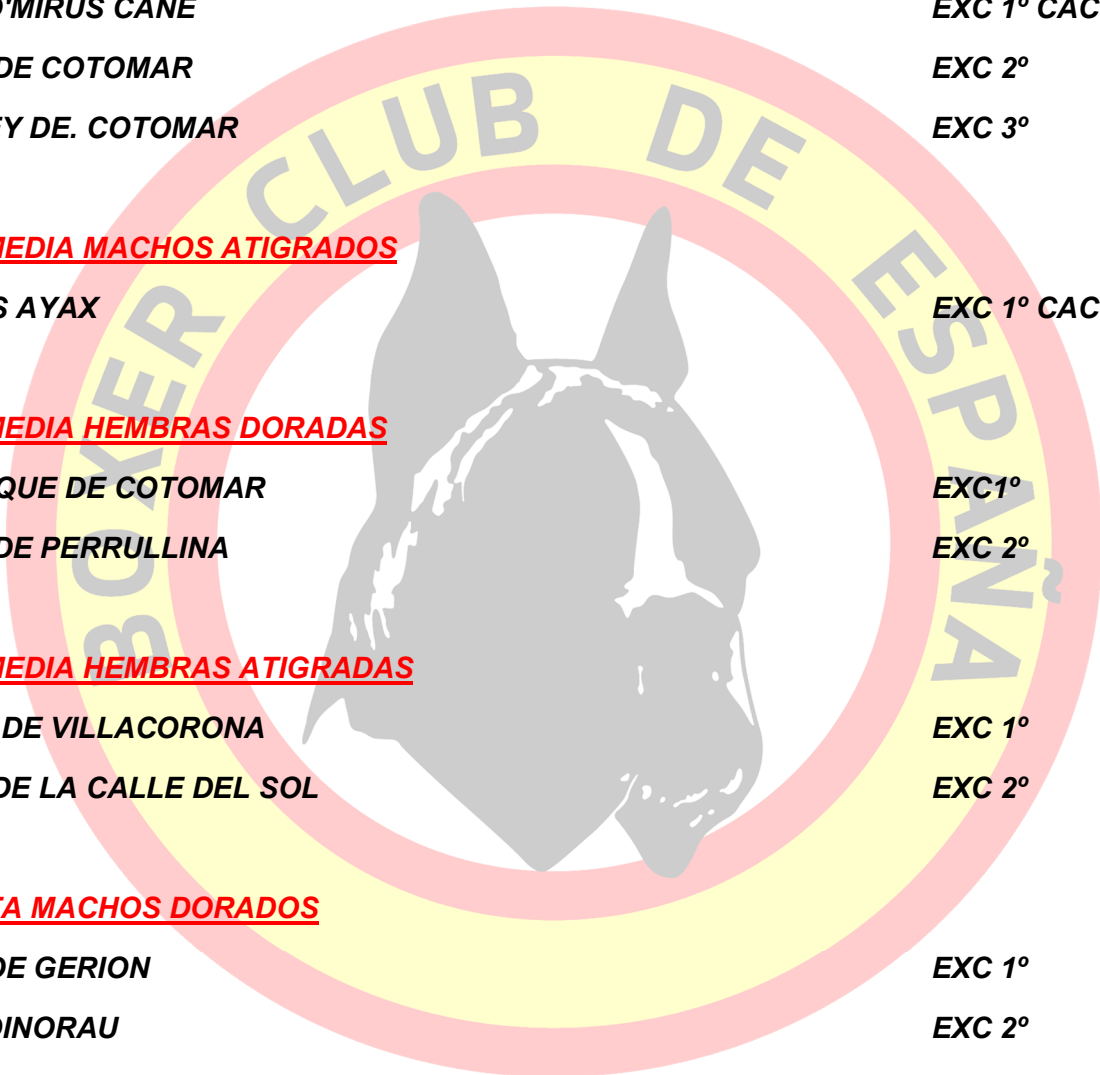 D'MIRUS CANE EXC 1º CAC
DE COTOMAR EXC 2º
EY DE. COTOMAR EXC 3º
MEDIA MACHOS ATIGRADOS
S AYAX EXC 1º CAC
MEDIA HEMBRAS DORADAS
QUE DE COTOMAR EXC1º
DE PERRULLINA EXC 2º
MEDIA HEMBRAS ATIGRADAS
DE VILLACORONA EXC 1º
DE LA CALLE DEL SOL EXC 2º
TA MACHOS DORADOS
DE GERION EXC 1º
DINORAU EXC 2º
BOXER CLUB DE ESPAÑA